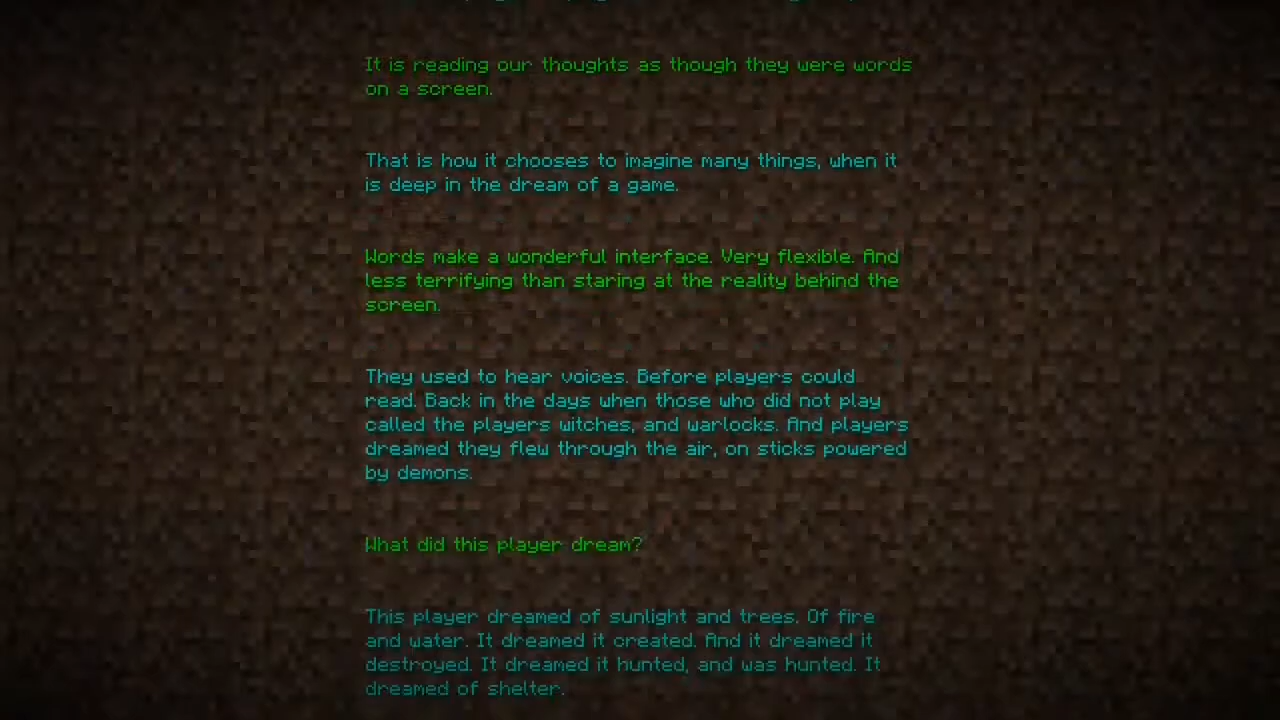 It is reading our thoughts as though they were words
on a screen.
That is how it chooses to imagine many things, when it
is deep in the dream of a game.
Words make a wonderful interface. Very flexible. And
less terrifying than staring at the reality behind the
screen.
They used to hear voices. Before players could
read. Back in the days when those who did not play
called the players witches, and warlocks. And players
dreamed they flew through the air, on sticks powered
by demons.
What did this player dream?
This player dreamed of sunlight and trees. Of fire
and water. It dreamed it created. And it dreamed it
destroyed. It dreamed it hunted, and was hunted. It
dreamed of shelter.